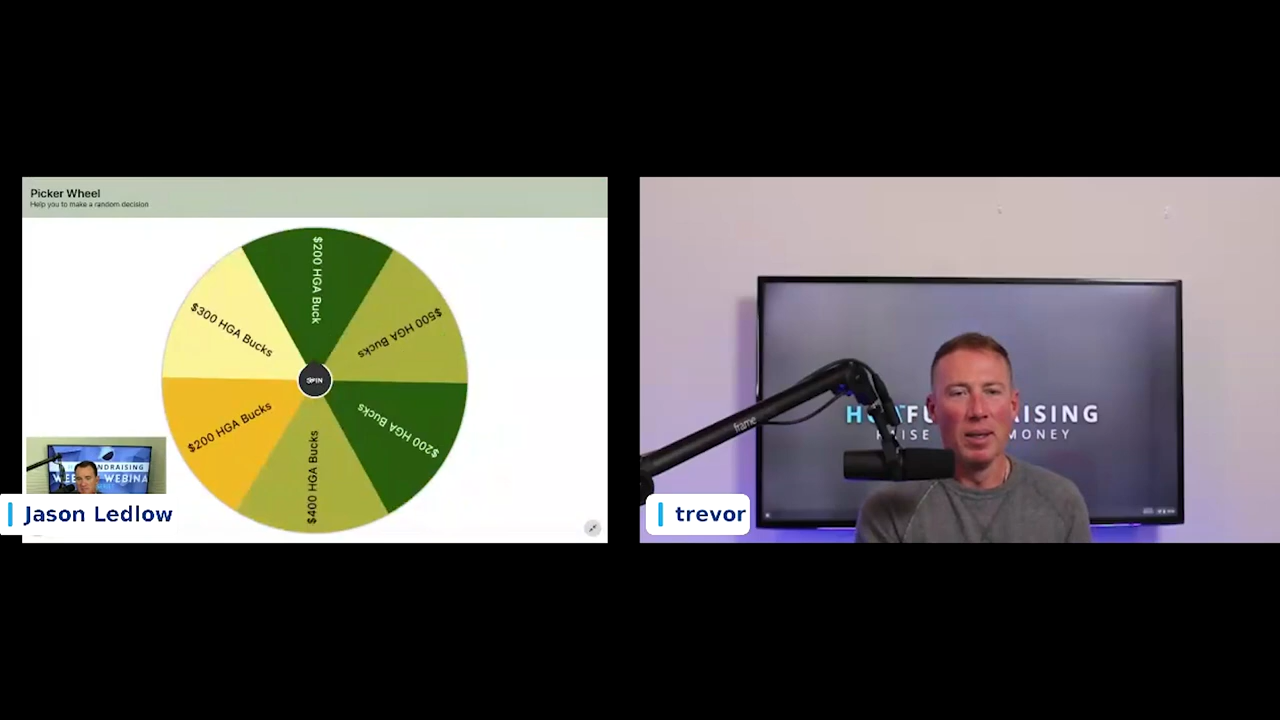 Picker Wheel
Help you to make a random decision
$200 HGA Buck
$500 HGA Bucks
$200 HGA Bucks
$400 HGA Bucks
$200 HGA Bucks
$300 HGA Bucks
SPIN
Jason Ledlow
frame
RAISE MONEY
trevor